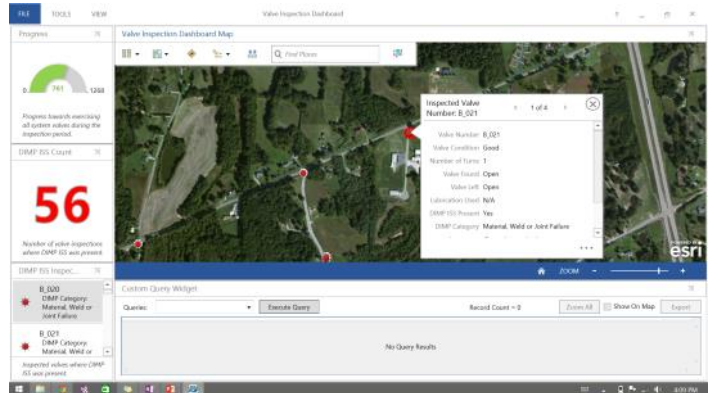 FILE TOOLS VIEW Valve Inspection Dashboard
Progress
0 761 1268
Progress towards exercising
all system valves during the
inspection period.
DIMP ISS Count
56
Number of valve inspections
where DIMP ISS was present
DIMP ISS Inspec...
B_020
DIMP Category:
Material, Weld or
Joint Failure
B_021
DIMP Category:
Material, Weld or
Inspected valves where DIMP
ISS was present
Valve Inspection Dashboard Map
Find Places
Inspected Valve
Number: B_021
1 of 4
Valve Number B_021
Valve Condition Good
Number of Turns 1
Valve Found Open
Valve Left Open
Lubrication Used N/A
DIMP ISS Present Yes
DIMP Category Material, Weld or Joint Failure
esri
ZOOM
Custom Query Widget
Queries: Execute Query Record Count = 0 Zoom All Show On Map Export
No Query Results
4:09 PM